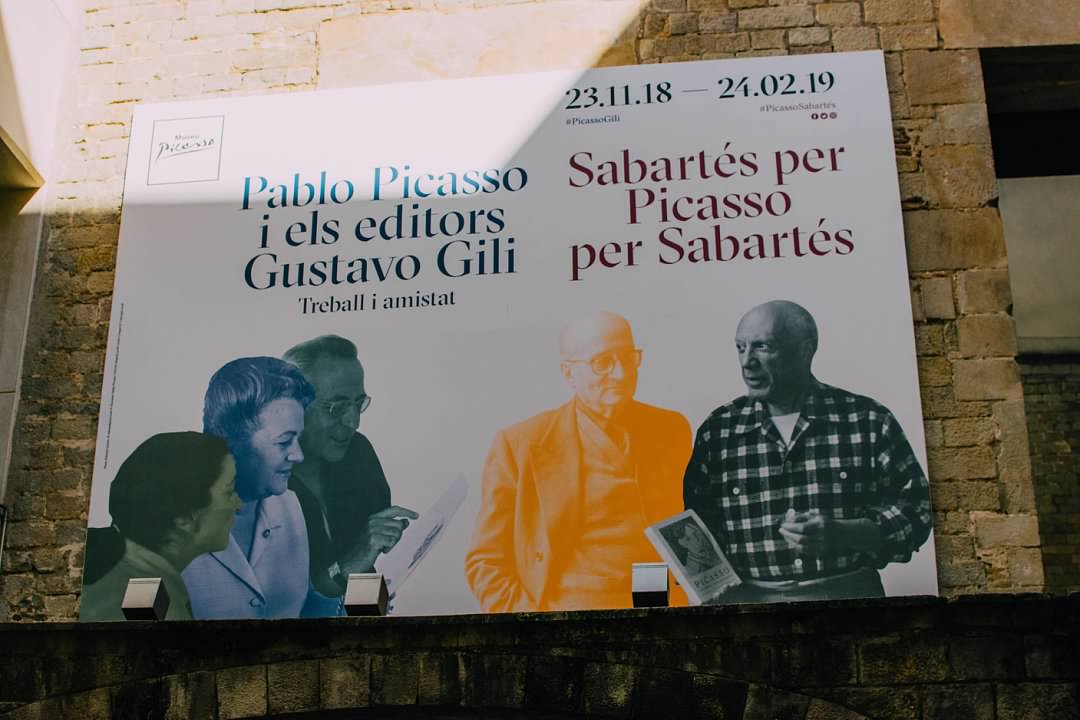 Museu
Picasso
23.11.18 — 24.02.19
#PicassoGili
#PicassoSabartés
Pablo Picasso
i els editors
Gustavo Gili
Treball i amistat
Sabartés per
Picasso
per Sabartés
PICASSO